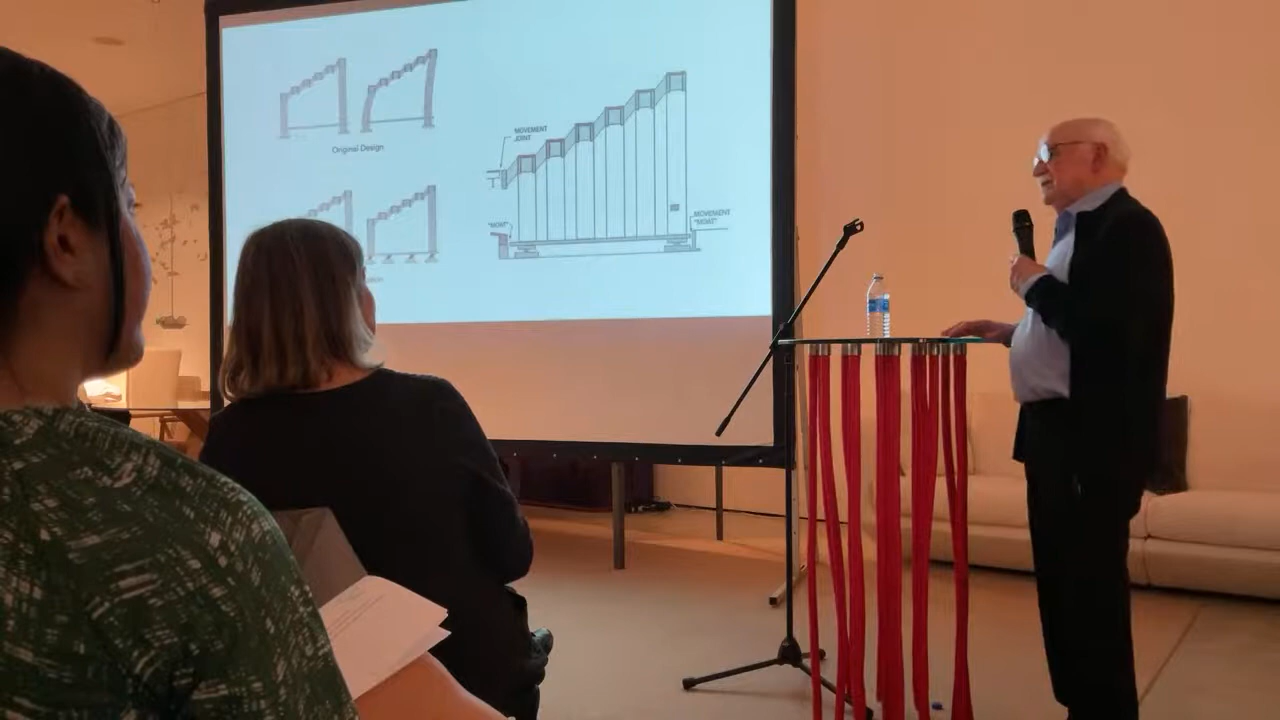 MOVEMENT
JOINT
Original Design
"MOAT"
MOVEMENT
"MOAT"